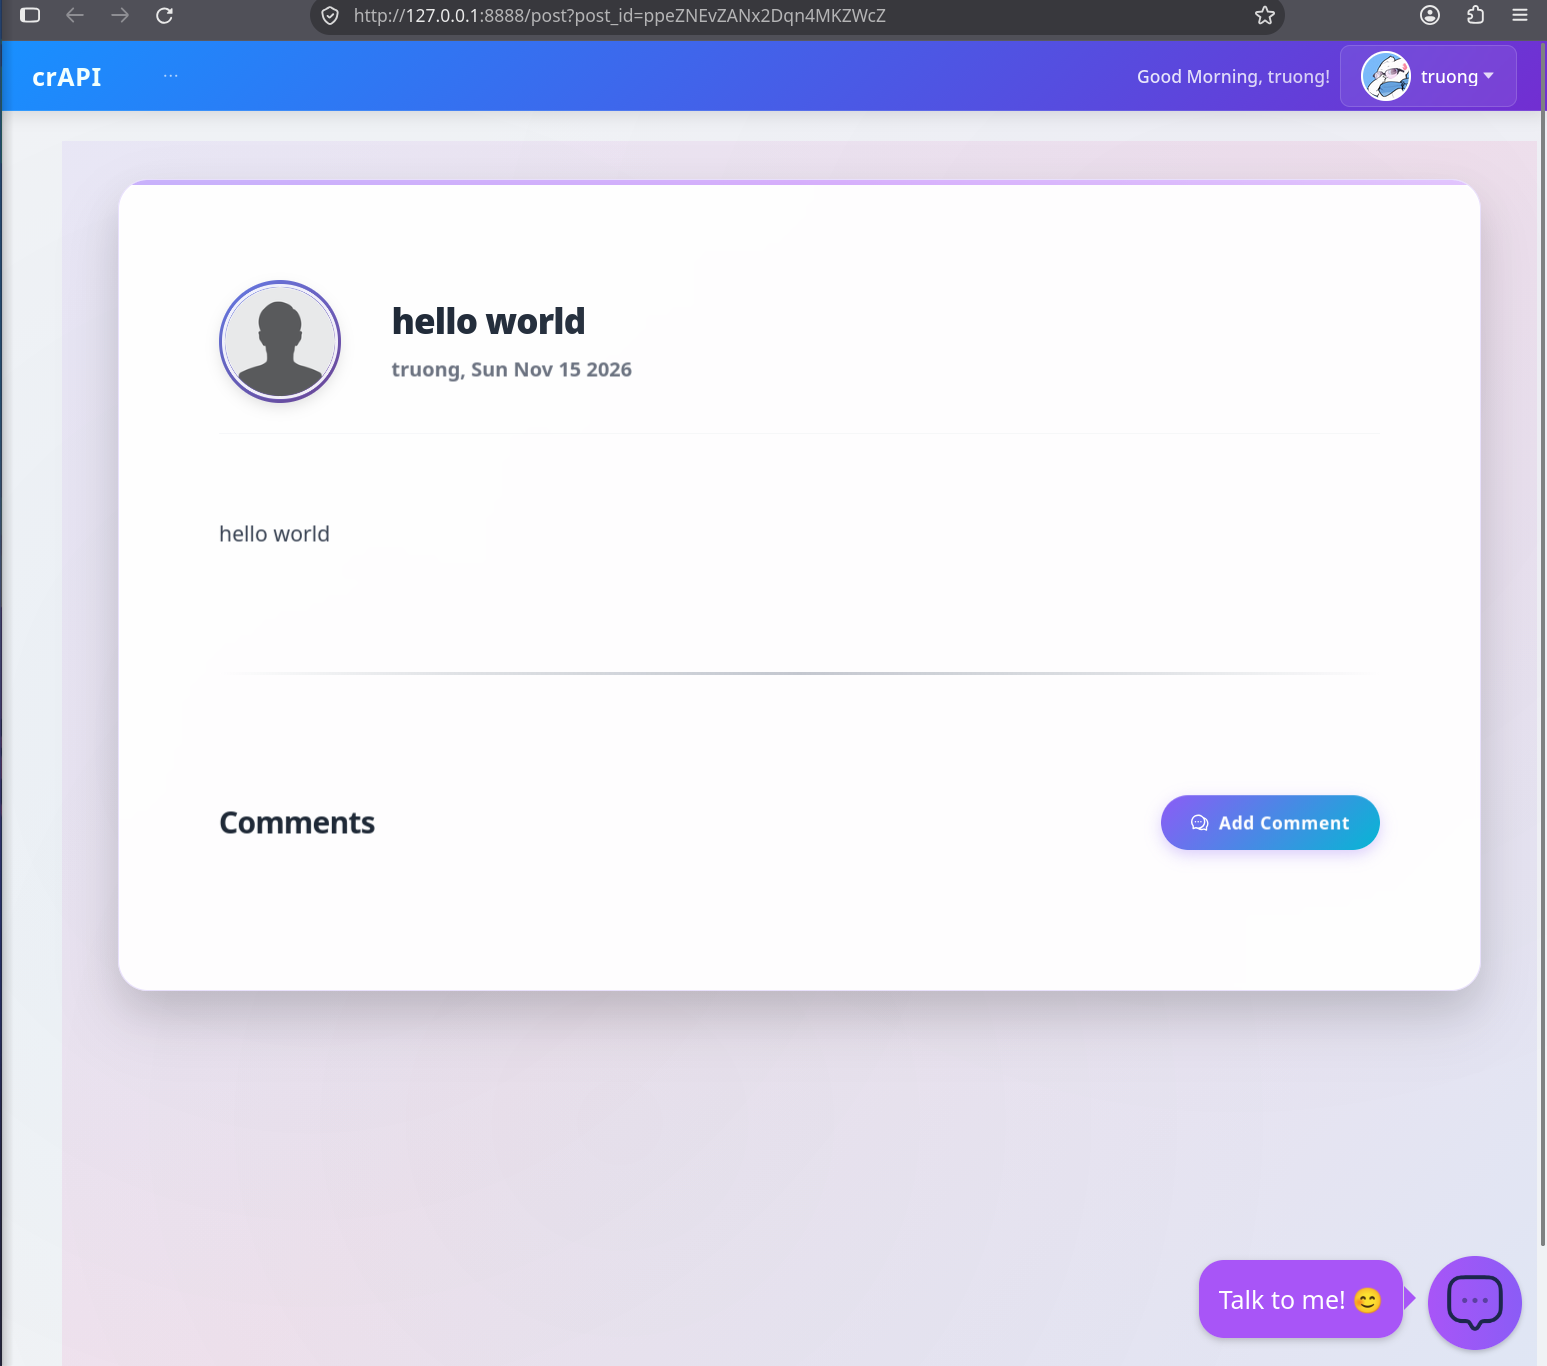 http://127.0.0.1:8888/post?post_id=ppeZNEvZANx2Dqn4MKZWcZ
crAPI
...
Good Morning, truong!
truong
hello world
truong, Sun Nov 15 2026
hello world
Comments
Add Comment
Talk to me! 😊